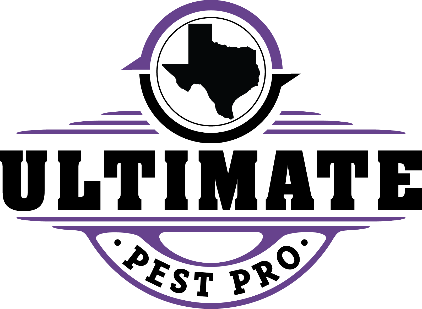 ULTIMATE
· PEST PRO ·